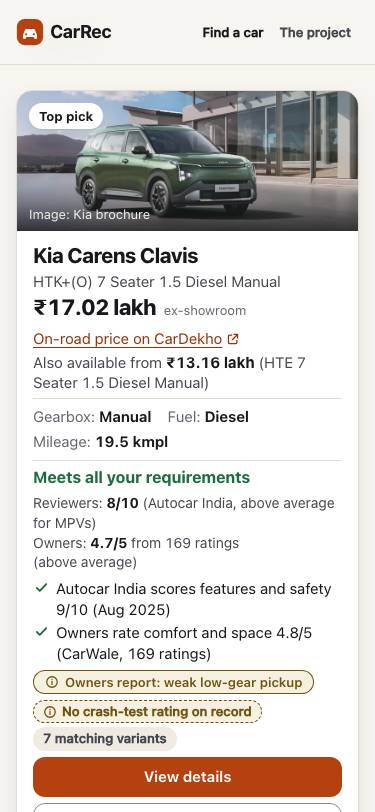 CarRec
Find a car
The project
Top pick
Image: Kia brochure
Kia Carens Clavis
HTK+(O) 7 Seater 1.5 Diesel Manual
₹17.02 lakh ex-showroom
On-road price on CarDekho
Also available from ₹13.16 lakh (HTE 7
Seater 1.5 Diesel Manual)
Gearbox: Manual Fuel: Diesel
Mileage: 19.5 kmpl
Meets all your requirements
Reviewers: 8/10 (Autocar India, above average
for MPVs)
Owners: 4.7/5 from 169 ratings
(above average)
Autocar India scores features and safety
9/10 (Aug 2025)
Owners rate comfort and space 4.8/5
(CarWale, 169 ratings)
Owners report: weak low-gear pickup
No crash-test rating on record
7 matching variants
View details